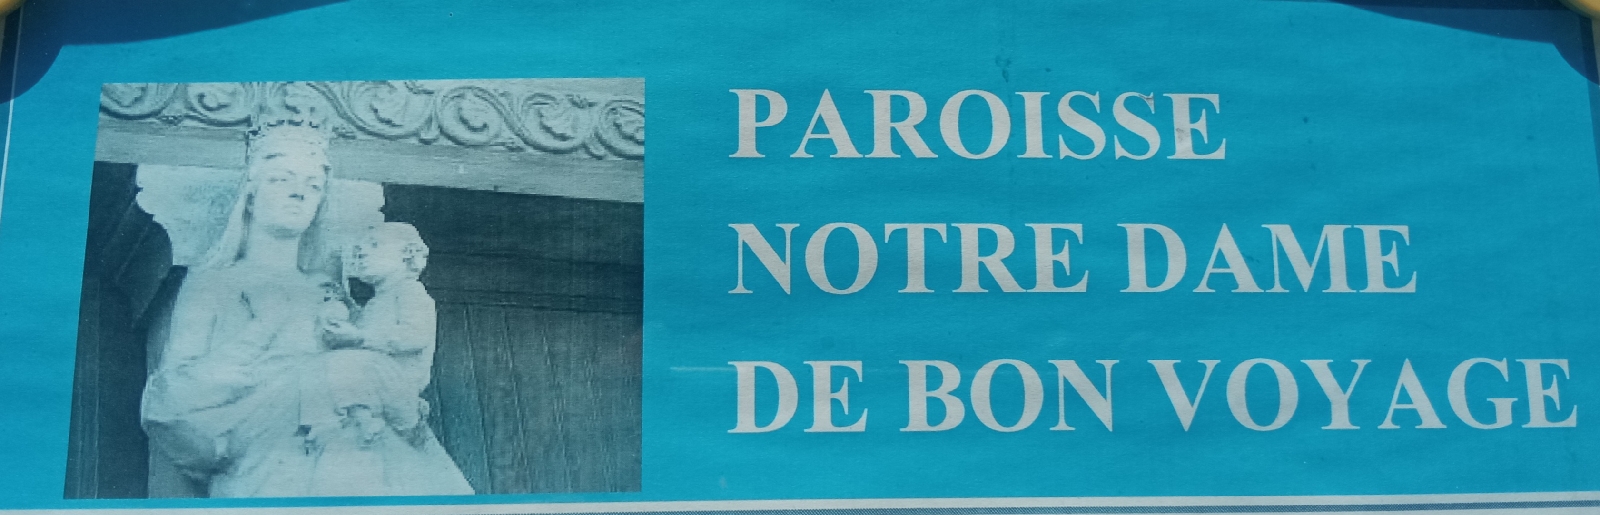 PAROISSE
NOTRE DAME
DE BON VOYAGE